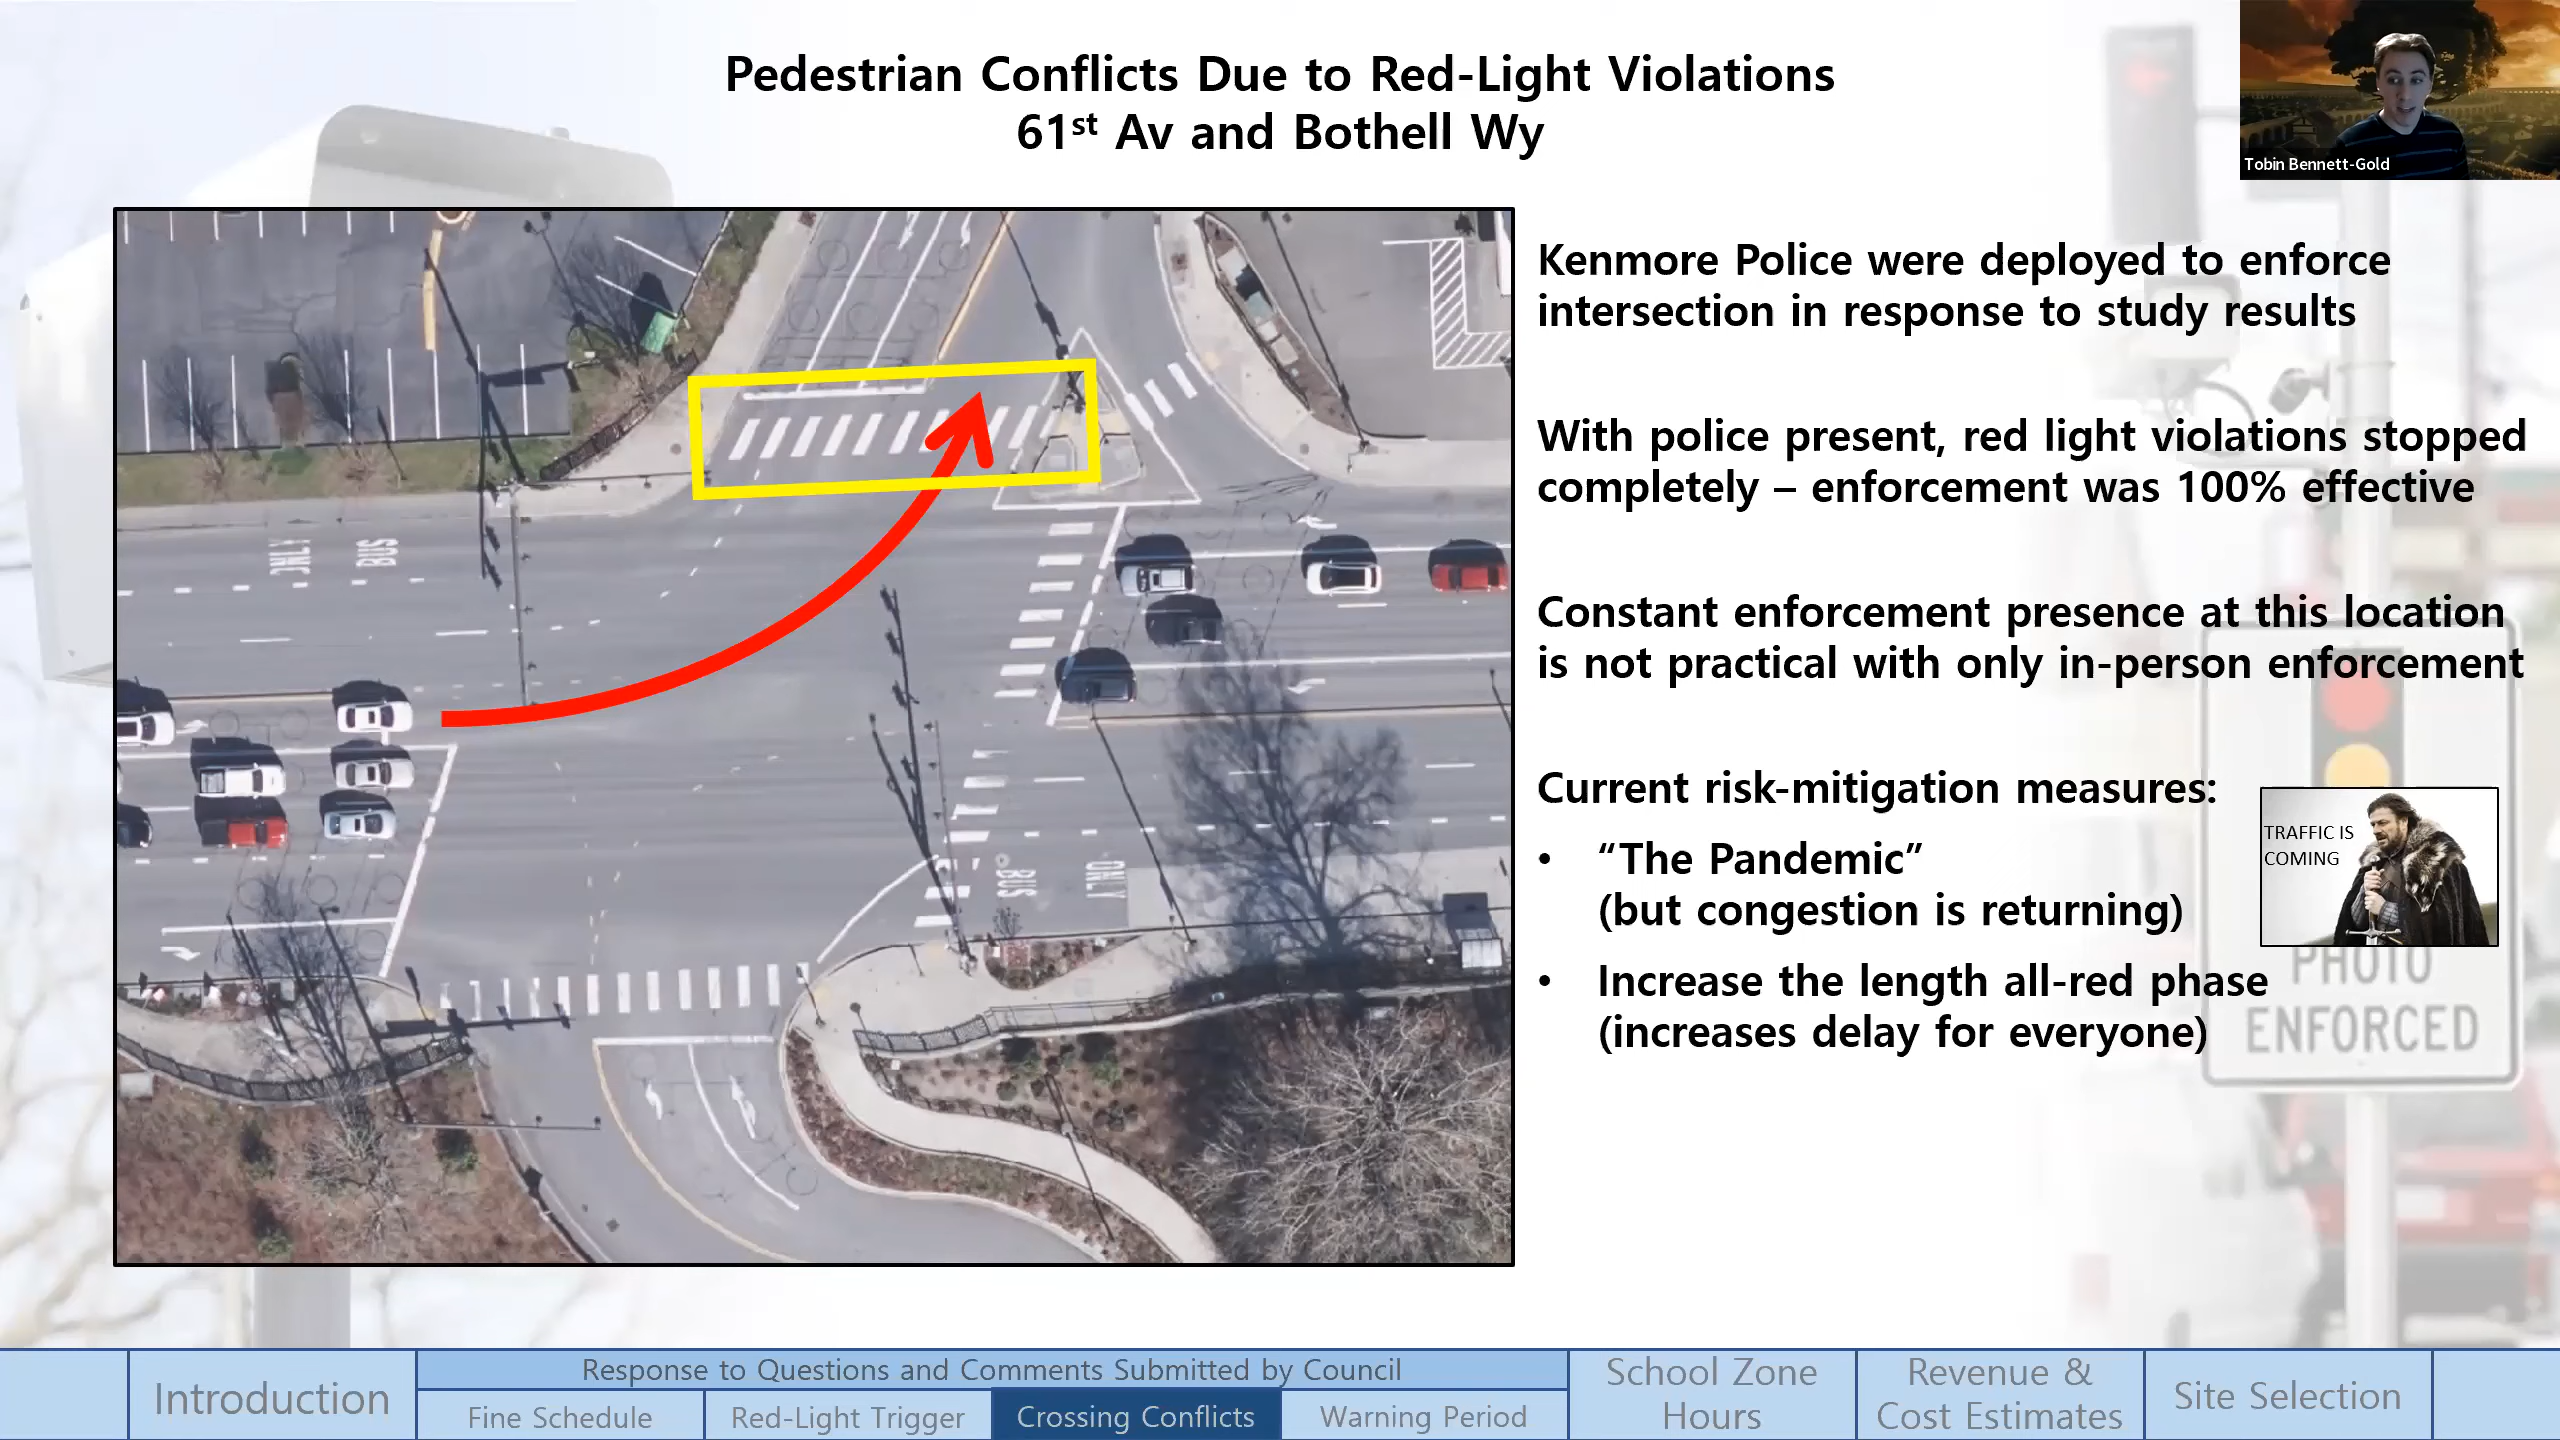 Pedestrian Conflicts Due to Red-Light Violations
61st Av and Bothell Wy
Tobin Bennett-Gold
Kenmore Police were deployed to enforce
intersection in response to study results
With police present, red light violations stopped
completely – enforcement was 100% effective
Constant enforcement presence at this location
is not practical with only in-person enforcement
Current risk-mitigation measures:
• “The Pandemic”
(but congestion is returning)
TRAFFIC IS
COMING
• Increase the length all-red phase
(increases delay for everyone)
PHOTO
ENFORCED
ONLY
BUS
BUS
ONLY
Introduction
Response to Questions and Comments Submitted by Council
Fine Schedule
Red-Light Trigger
Crossing Conflicts
Warning Period
School Zone
Hours
Revenue &
Cost Estimates
Site Selection